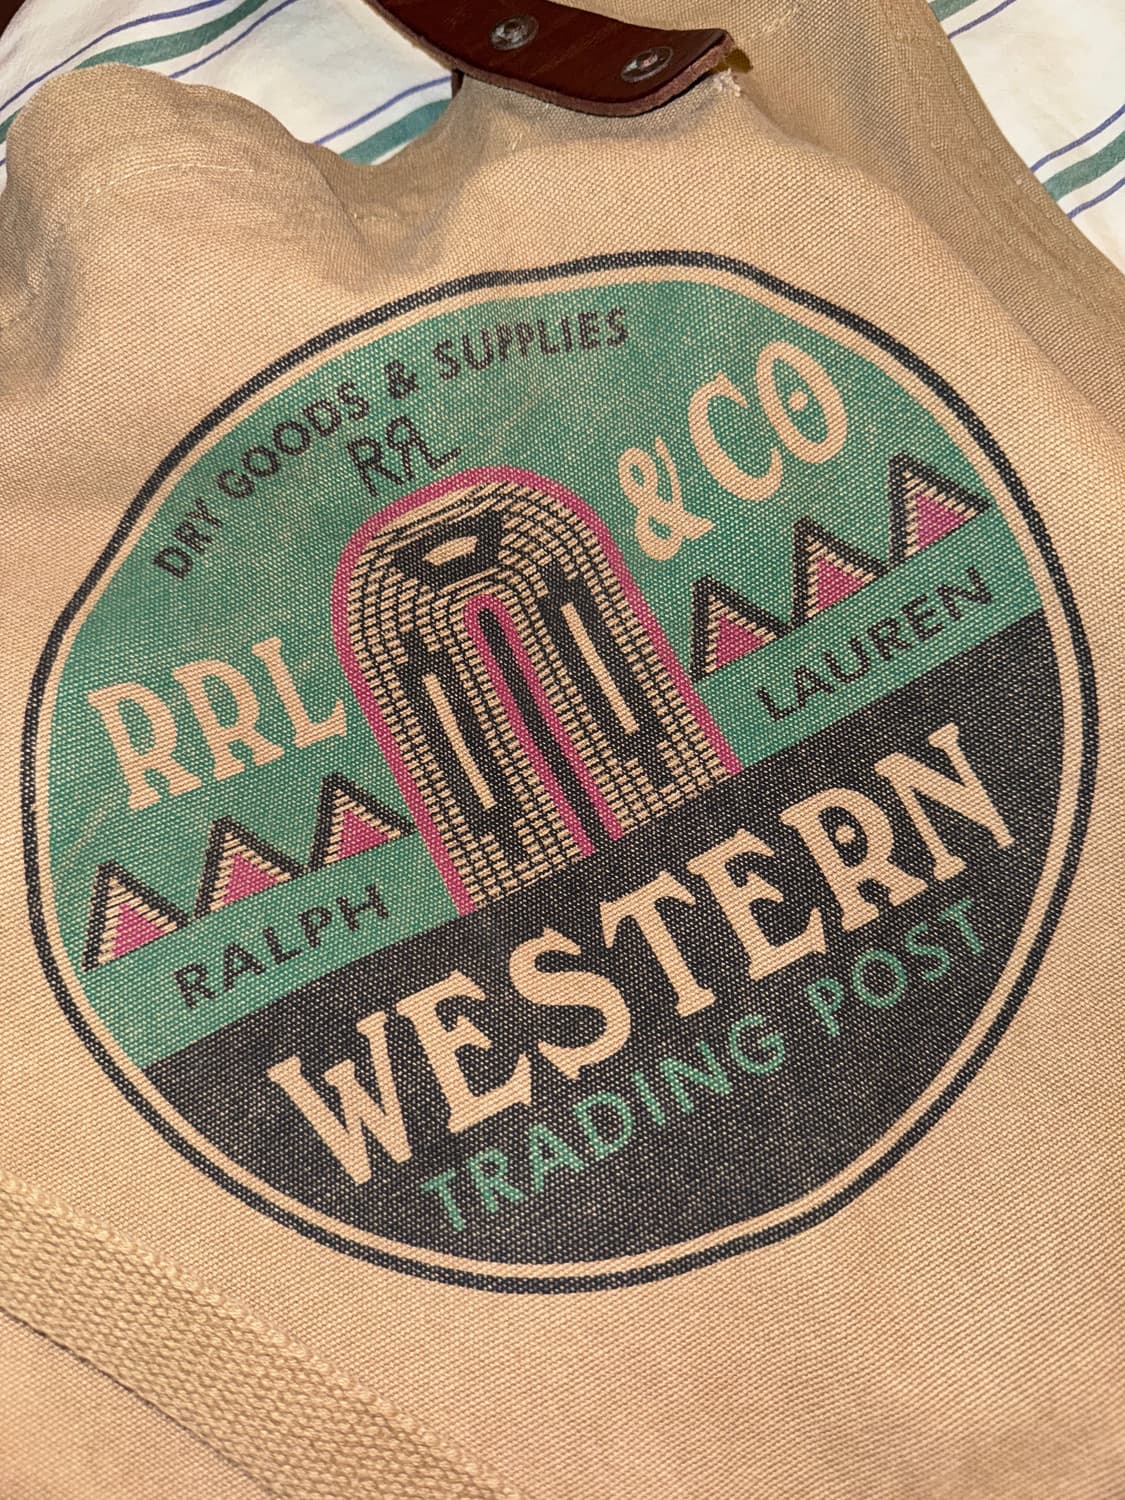 DRY GOODS & SUPPLIES
RRL
RRL & CO
RALPH LAUREN
WESTERN
TRADING POST